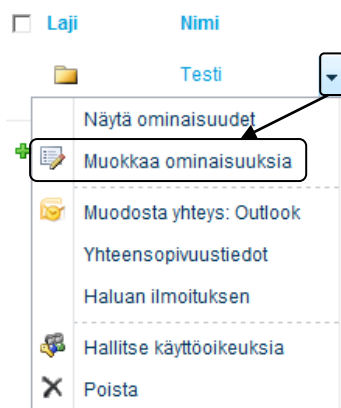 Laji Nimi
Testi
Näytä ominaisuudet
Muokkaa ominaisuuksia
Muodosta yhteys: Outlook
Yhteensopivuustiedot
Haluan ilmoituksen
Hallitse käyttöoikeuksia
Poista